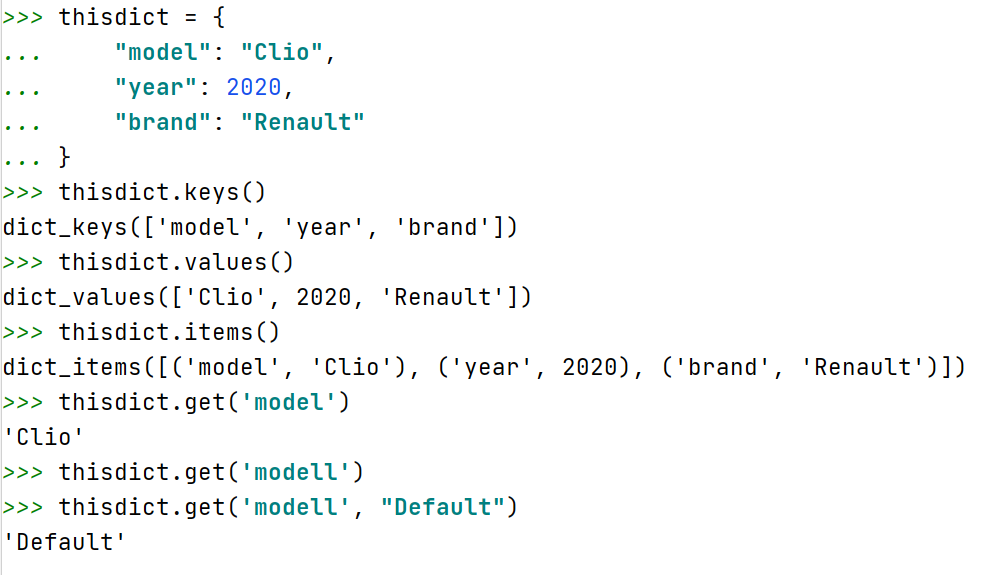 >>> thisdict = {
...     "model": "Clio",
...     "year": 2020,
...     "brand": "Renault"
... }
>>> thisdict.keys()
dict_keys(['model', 'year', 'brand'])
>>> thisdict.values()
dict_values(['Clio', 2020, 'Renault'])
>>> thisdict.items()
dict_items([('model', 'Clio'), ('year', 2020), ('brand', 'Renault')])
>>> thisdict.get('model')
'Clio'
>>> thisdict.get('modell')
>>> thisdict.get('modell', "Default")
'Default'